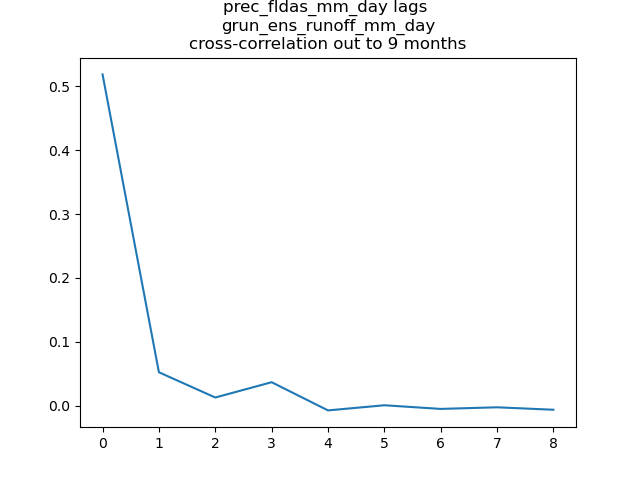 prec_fldas_mm_day lags
grun_ens_runoff_mm_day
cross-correlation out to 9 months
0.5
0.4
0.3
0.2
0.1
0.0
0 1 2 3 4 5 6 7 8